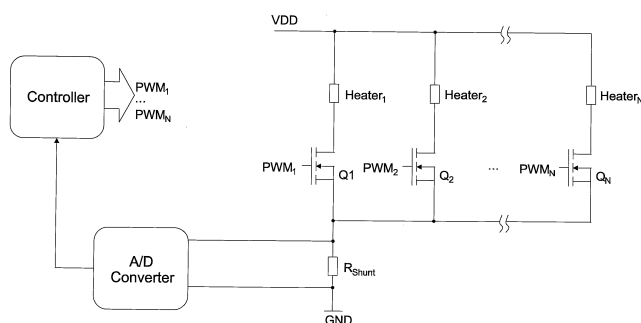 VDD
Controller
PWM1
...
PWMN
Heater1
Heater2
HeaterN
PWM1
Q1
PWM2
Q2
...
PWMN
QN
A/D
Converter
RShunt
GND